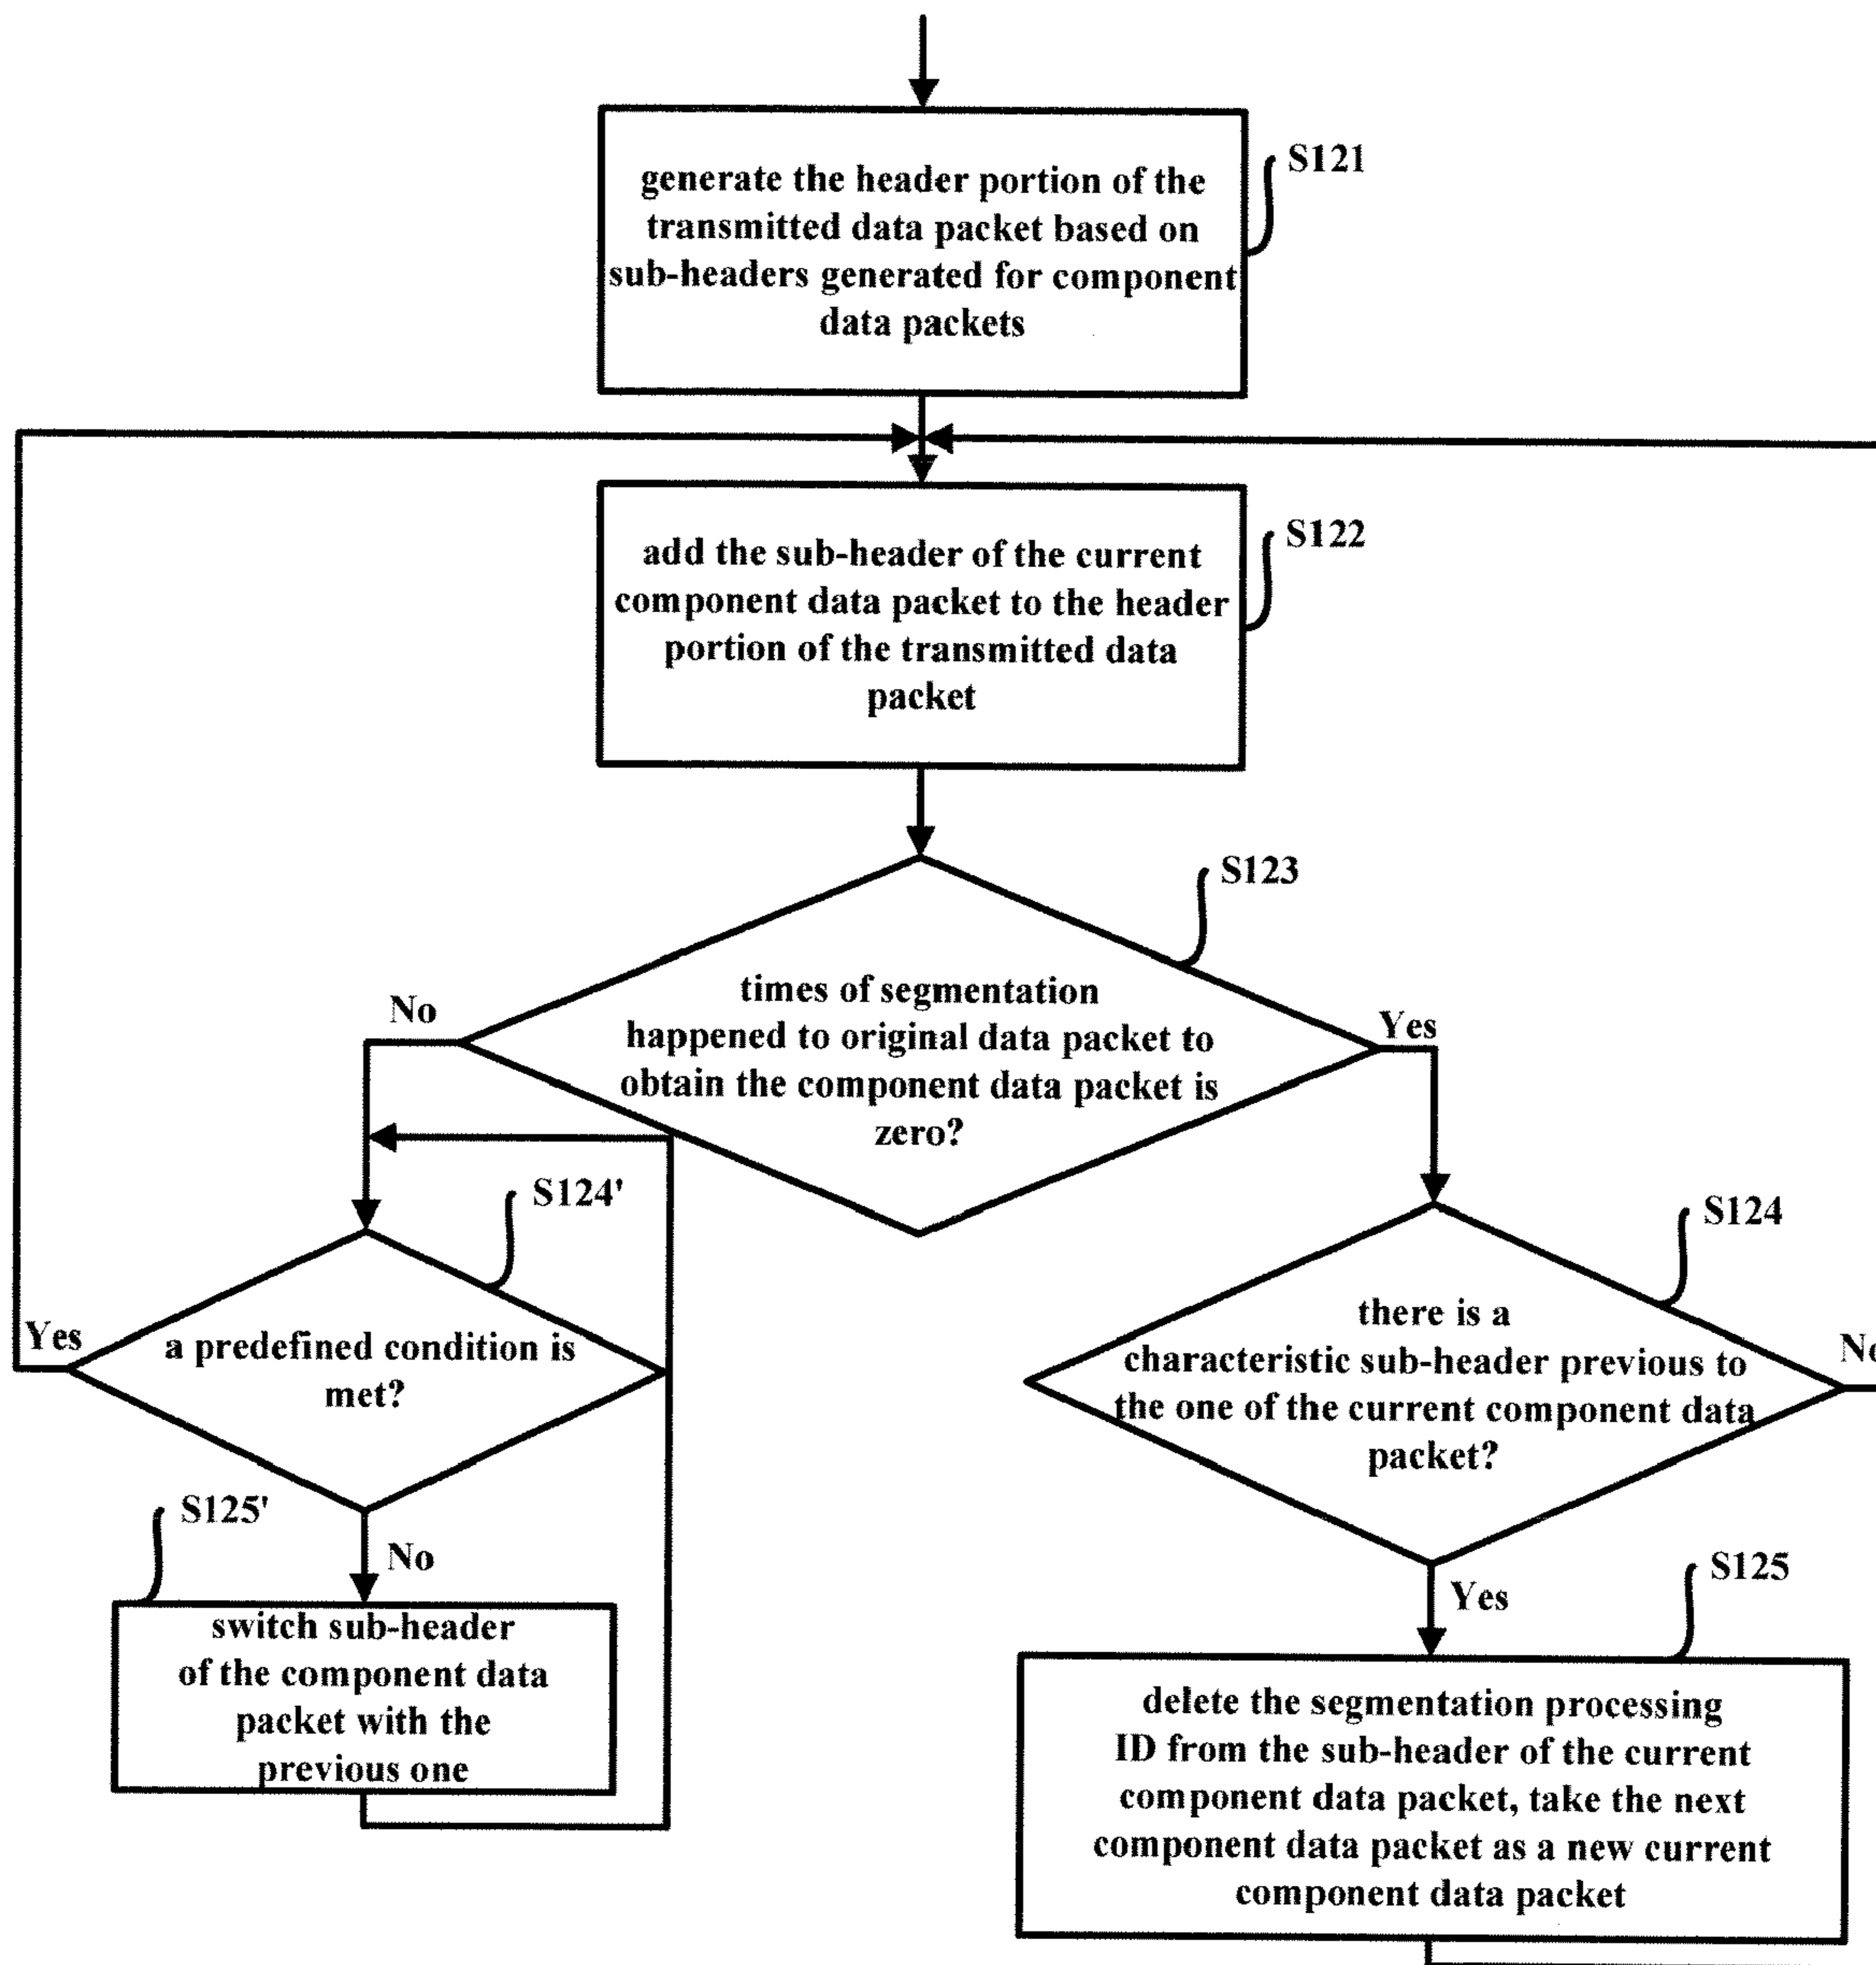 generate the header portion of the
transmitted data packet based on
sub-headers generated for component
data packets
S121
add the sub-header of the current
component data packet to the header
portion of the transmitted data
packet
S122
S123
times of segmentation
happened to original data packet to
obtain the component data packet is
zero?
No
Yes
S124'
a predefined condition is
met?
Yes
No
S125'
switch sub-header
of the component data
packet with the
previous one
S124
there is a
characteristic sub-header previous to
the one of the current component data
packet?
No
Yes
S125
delete the segmentation processing
ID from the sub-header of the current
component data packet, take the next
component data packet as a new current
component data packet